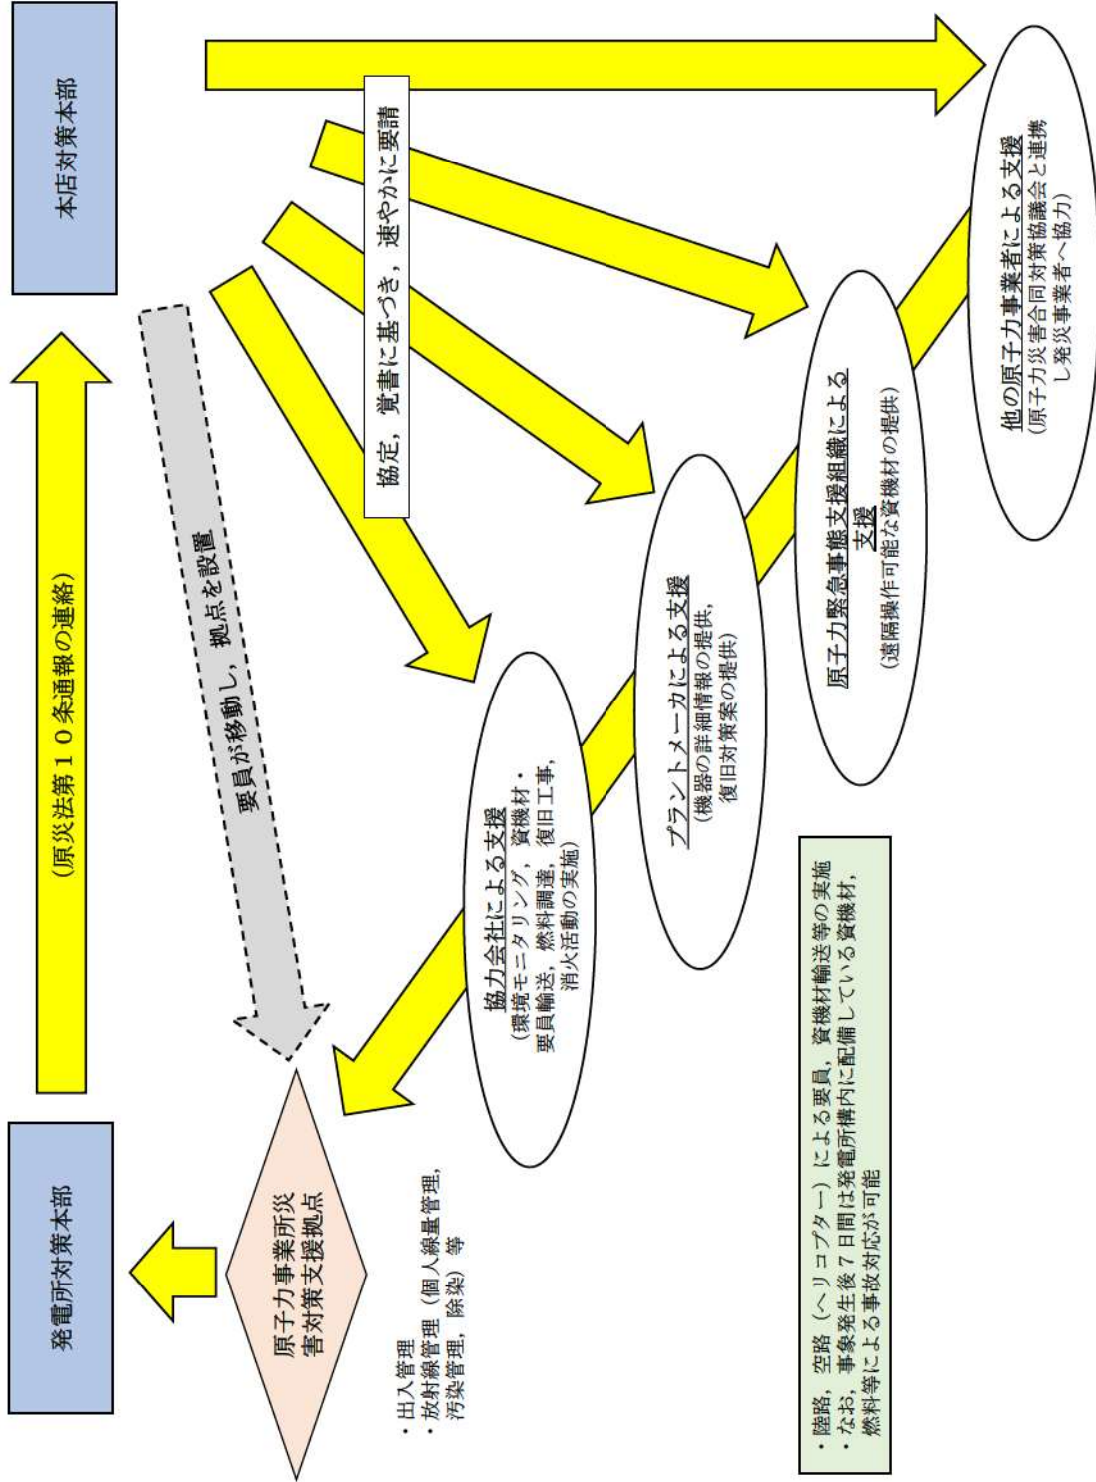 発電所対策本部
(原災法第１０条通報の連絡)
本店対策本部
要員が移動し，拠点を設置
原子力事業所災
害対策支援拠点
・出入管理
・放射線管理（個人線量管理，
汚染管理，除染）等
協定，覚書に基づき，速やかに要請
協力会社による支援
(環境モニタリング，資機材・
要員輸送，燃料調達，復旧工事，
消火活動の実施)
プラントメーカによる支援
(機器の詳細情報の提供，
復旧対策案の提供)
原子力緊急事態支援組織による
支援
(遠隔操作可能な資機材の提供)
他の原子力事業者による支援
(原子力災害合同対策協議会と連携
し発災事業者へ協力)
・陸路，空路（ヘリコプター）による要員，資機材輸送等の実施
・なお，事象発生後７日間は発電所構内に配備している資機材，
燃料等による事故対応が可能